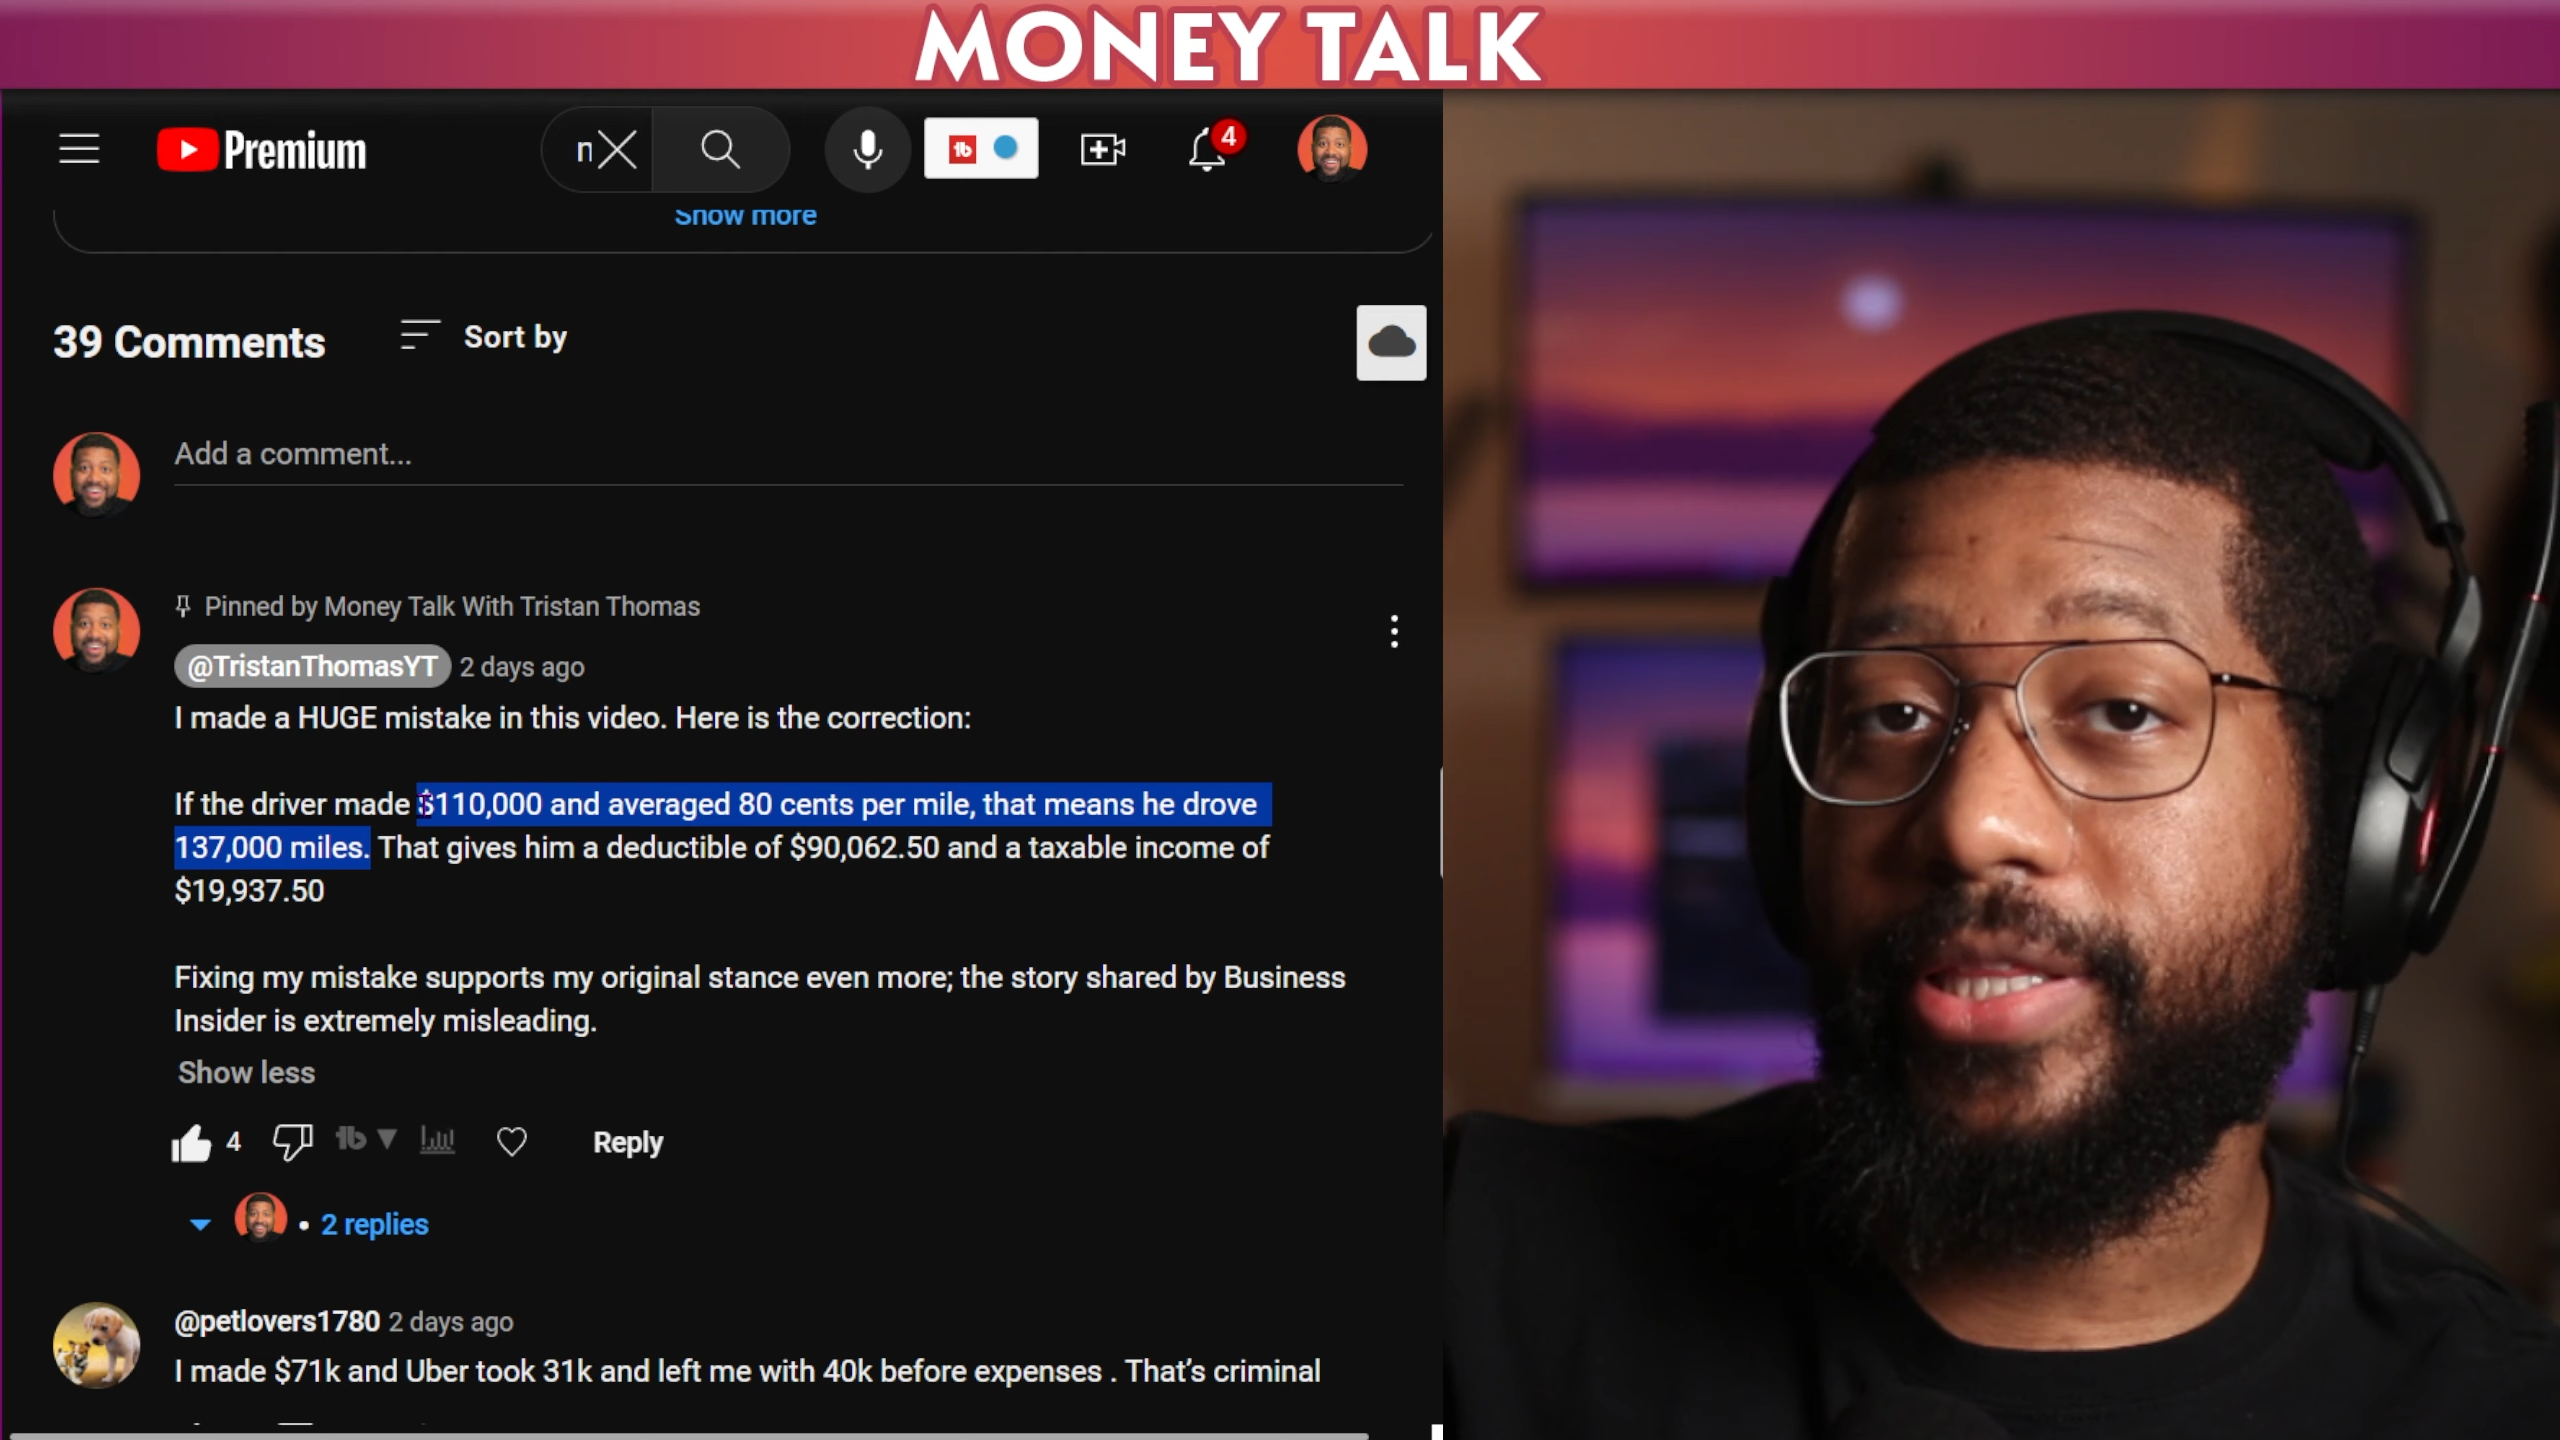 MONEY TALK
Premium
n
4
Show more
39 Comments
Sort by
Add a comment...
Pinned by Money Talk With Tristan Thomas
@TristanThomasYT 2 days ago
I made a HUGE mistake in this video. Here is the correction:
If the driver made $110,000 and averaged 80 cents per mile, that means he drove
137,000 miles. That gives him a deductible of $90,062.50 and a taxable income of
$19,937.50
Fixing my mistake supports my original stance even more; the story shared by Business
Insider is extremely misleading.
Show less
4
Reply
• 2 replies
@petlovers1780 2 days ago
I made $71k and Uber took 31k and left me with 40k before expenses . That’s criminal